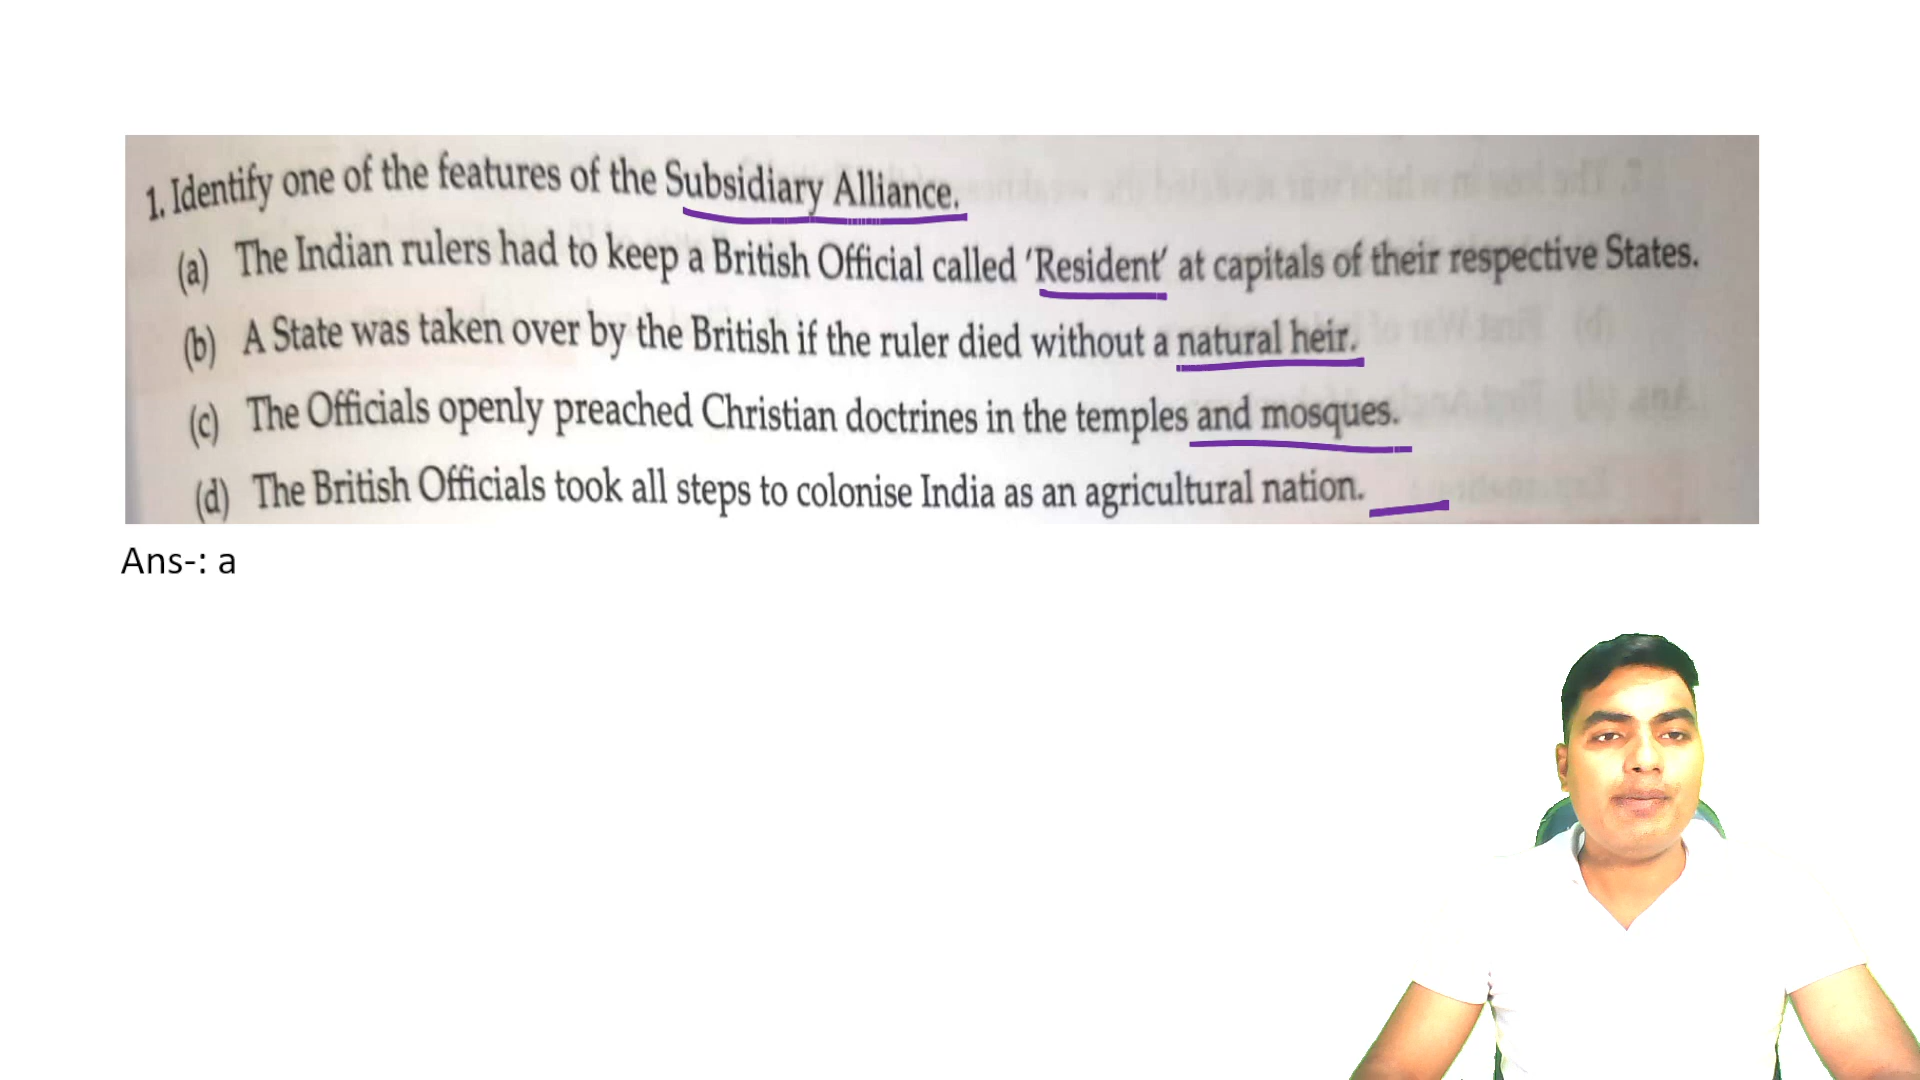 1. Identify one of the features of the Subsidiary Alliance.
(a) The Indian rulers had to keep a British Official called ‘Resident’ at capitals of their respective States.
(b) A State was taken over by the British if the ruler died without a natural heir.
(c) The Officials openly preached Christian doctrines in the temples and mosques.
(d) The British Officials took all steps to colonise India as an agricultural nation.
Ans-: a